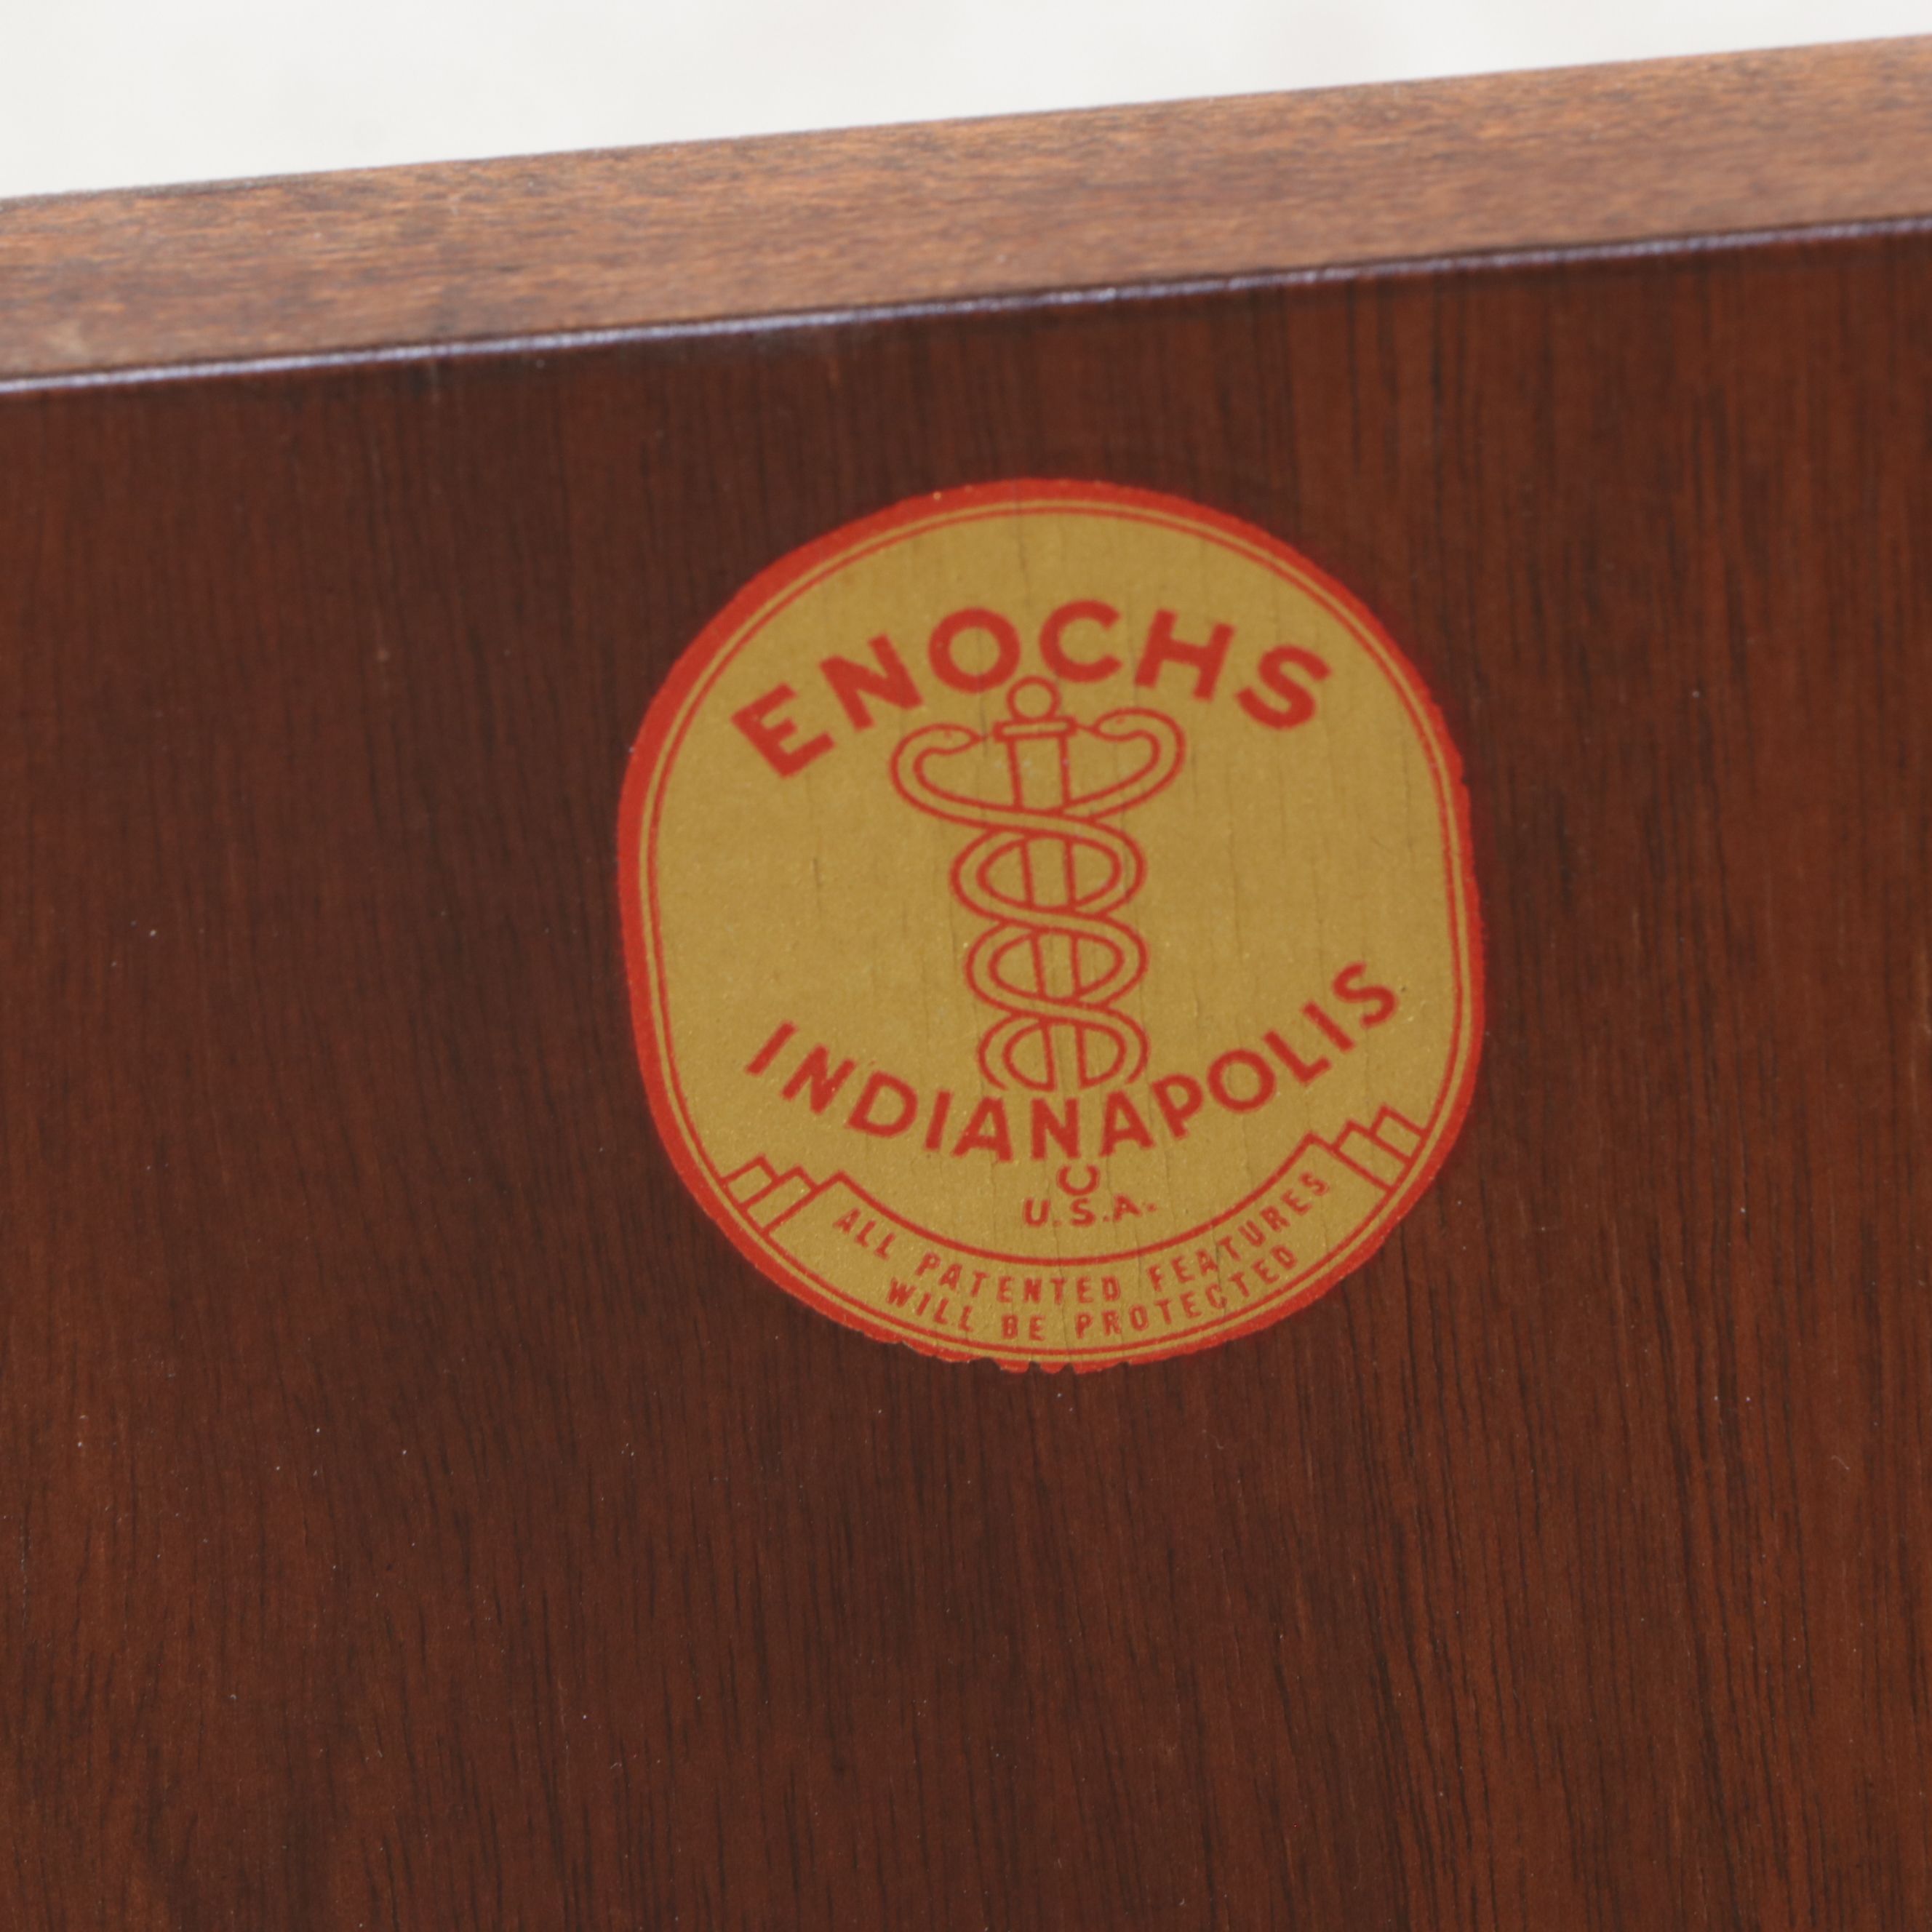 ENOCHS
INDIANAPOLIS
U.S.A.
ALL PATENTED FEATURES
WILL BE PROTECTED